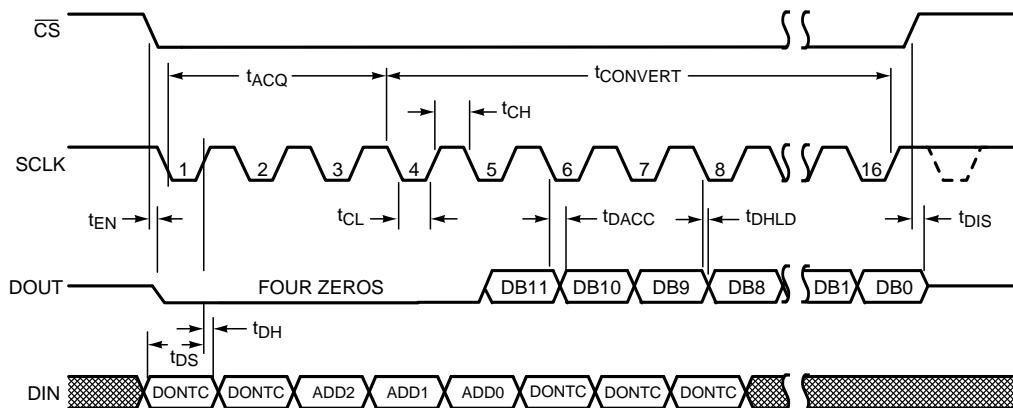 CS
tACQ
tCONVERT
tCH
SCLK
1 2 3 4 5 6 7 8 16
tEN
tCL
tDACC
tDHLD
tDIS
DOUT
FOUR ZEROS
DB11 DB10 DB9 DB8 DB1 DB0
tDH
tDS
DIN
DONTC DONTC ADD2 ADD1 ADD0 DONTC DONTC DONTC